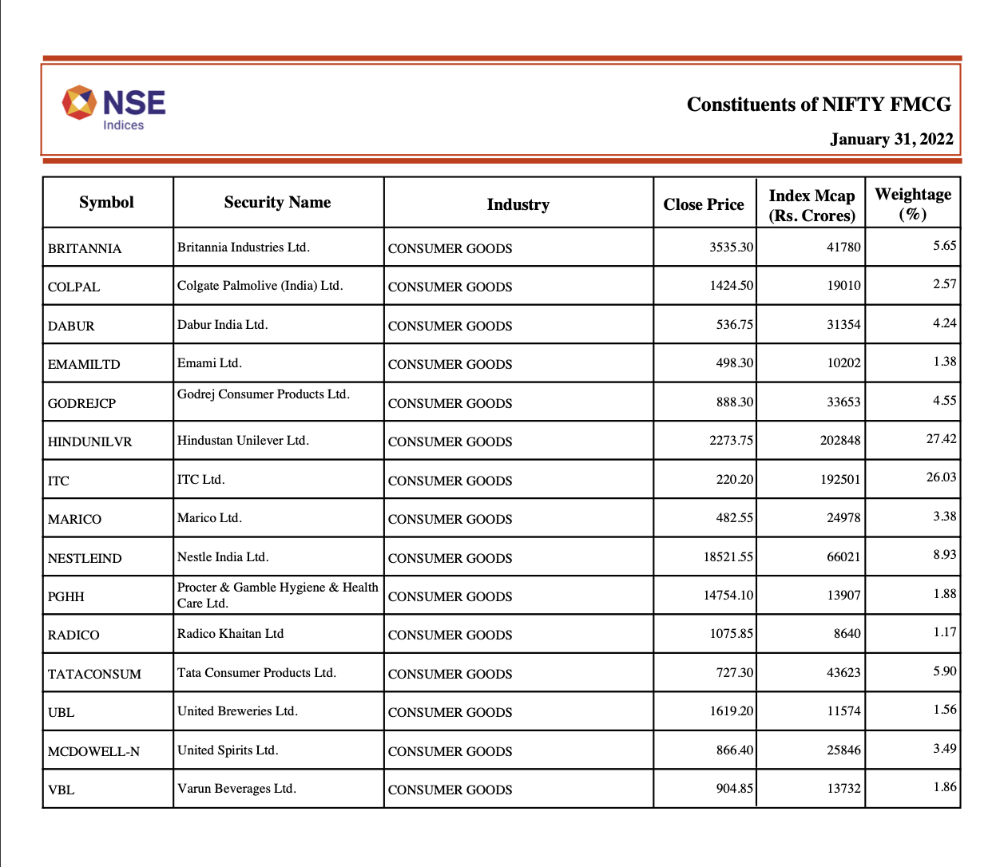 NSE
Indices
Constituents of NIFTY FMCG
January 31, 2022
Symbol Security Name Industry Close Price Index Mcap (Rs. Crores) Weightage (%)
BRITANNIA Britannia Industries Ltd. CONSUMER GOODS 3535.30 41780 5.65
COLPAL Colgate Palmolive (India) Ltd. CONSUMER GOODS 1424.50 19010 2.57
DABUR Dabur India Ltd. CONSUMER GOODS 536.75 31354 4.24
EMAMILTD Emami Ltd. CONSUMER GOODS 498.30 10202 1.38
GODREJCP Godrej Consumer Products Ltd. CONSUMER GOODS 888.30 33653 4.55
HINDUNILVR Hindustan Unilever Ltd. CONSUMER GOODS 2273.75 202848 27.42
ITC ITC Ltd. CONSUMER GOODS 220.20 192501 26.03
MARICO Marico Ltd. CONSUMER GOODS 482.55 24978 3.38
NESTLEIND Nestle India Ltd. CONSUMER GOODS 18521.55 66021 8.93
PGHH Procter & Gamble Hygiene & Health Care Ltd. CONSUMER GOODS 14754.10 13907 1.88
RADICO Radico Khaitan Ltd CONSUMER GOODS 1075.85 8640 1.17
TATACONSUM Tata Consumer Products Ltd. CONSUMER GOODS 727.30 43623 5.90
UBL United Breweries Ltd. CONSUMER GOODS 1619.20 11574 1.56
MCDOWELL-N United Spirits Ltd. CONSUMER GOODS 866.40 25846 3.49
VBL Varun Beverages Ltd. CONSUMER GOODS 904.85 13732 1.86